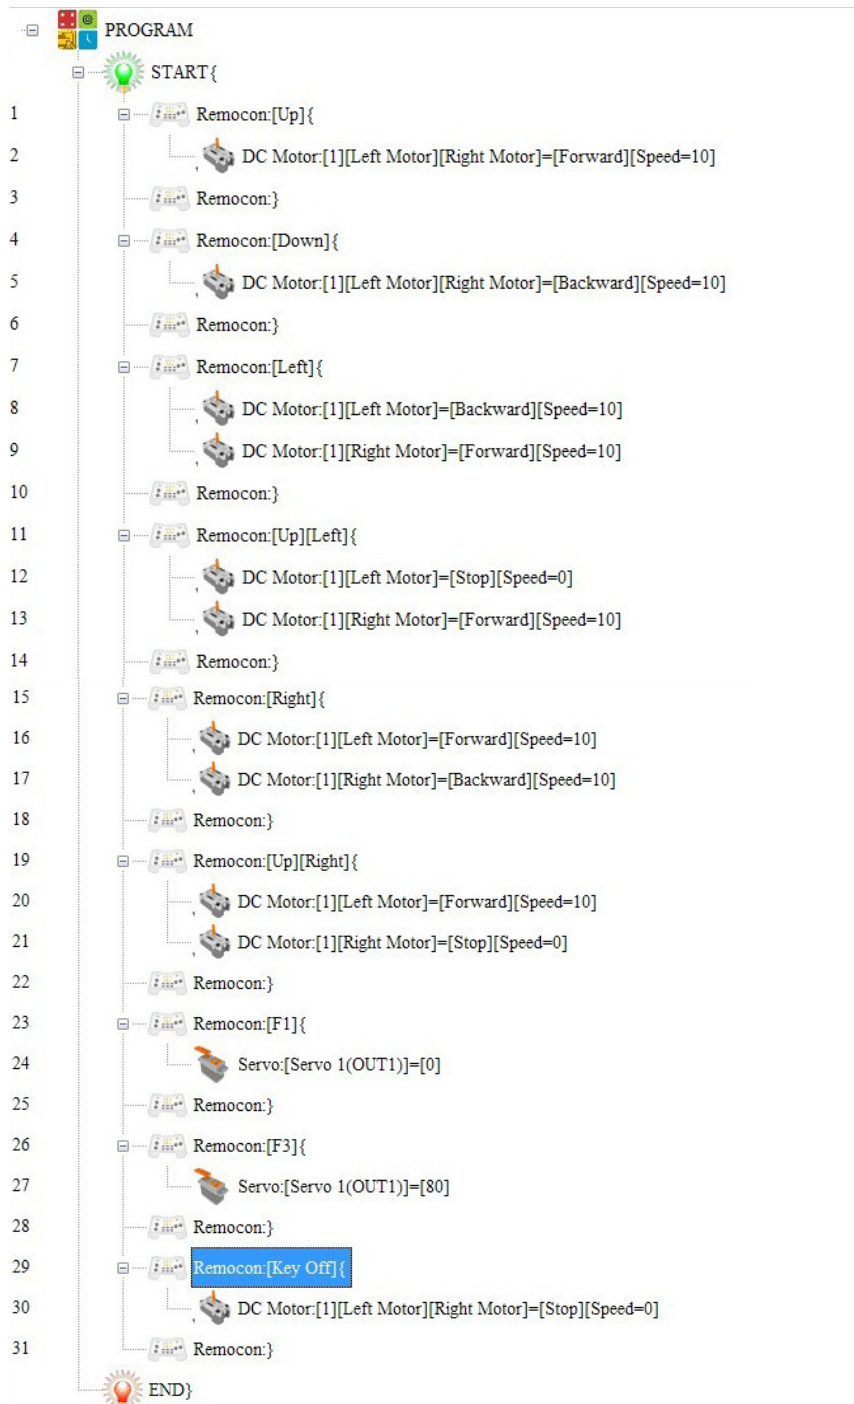 PROGRAM
START{
1 Remocon:[Up]{
2 DC Motor:[1][Left Motor][Right Motor]=[Forward][Speed=10]
3 Remocon:}
4 Remocon:[Down]{
5 DC Motor:[1][Left Motor][Right Motor]=[Backward][Speed=10]
6 Remocon:}
7 Remocon:[Left]{
8 DC Motor:[1][Left Motor]=[Backward][Speed=10]
9 DC Motor:[1][Right Motor]=[Forward][Speed=10]
10 Remocon:}
11 Remocon:[Up][Left]{
12 DC Motor:[1][Left Motor]=[Stop][Speed=0]
13 DC Motor:[1][Right Motor]=[Forward][Speed=10]
14 Remocon:}
15 Remocon:[Right]{
16 DC Motor:[1][Left Motor]=[Forward][Speed=10]
17 DC Motor:[1][Right Motor]=[Backward][Speed=10]
18 Remocon:}
19 Remocon:[Up][Right]{
20 DC Motor:[1][Left Motor]=[Forward][Speed=10]
21 DC Motor:[1][Right Motor]=[Stop][Speed=0]
22 Remocon:}
23 Remocon:[F1]{
24 Servo:[Servo 1(OUT1)]=[0]
25 Remocon:}
26 Remocon:[F3]{
27 Servo:[Servo 1(OUT1)]=[80]
28 Remocon:}
29 Remocon:[Key Off]{
30 DC Motor:[1][Left Motor][Right Motor]=[Stop][Speed=0]
31 Remocon:}
END}